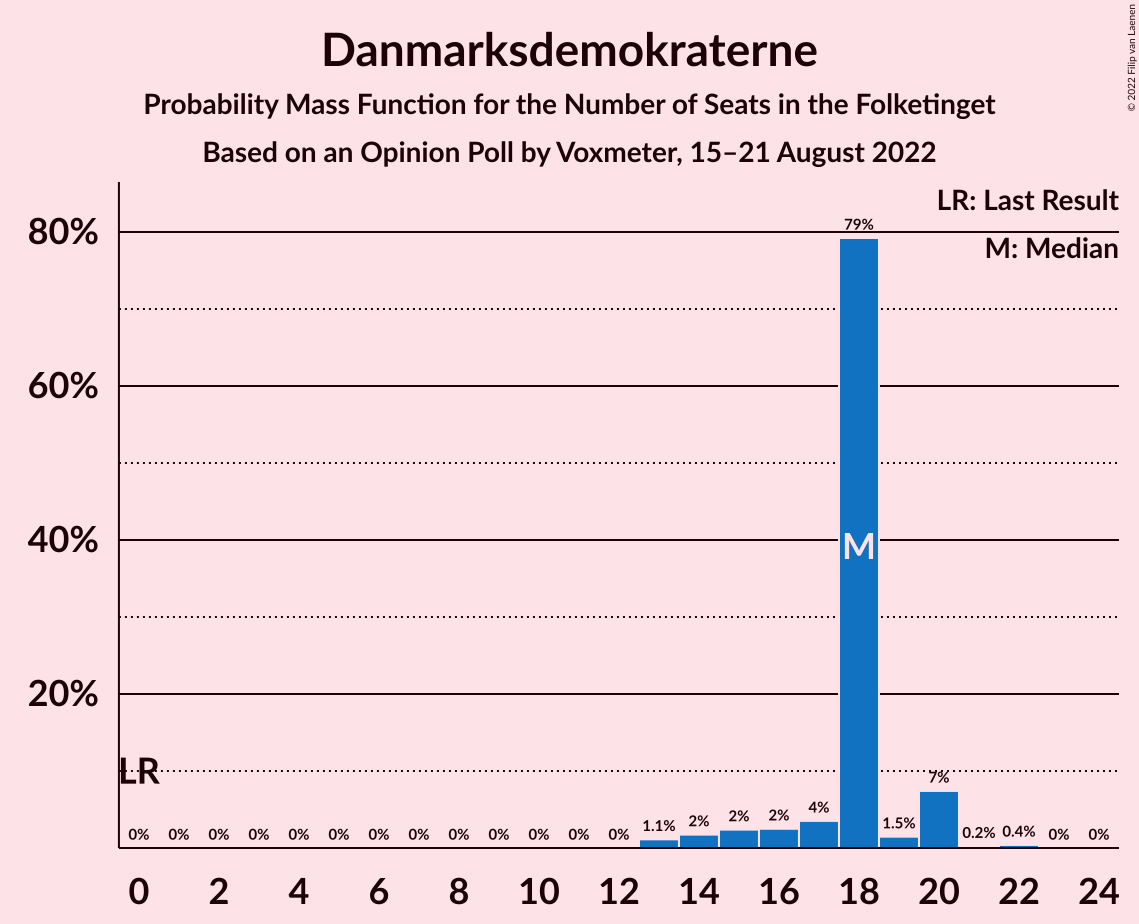 Danmarksdemokraterne
Probability Mass Function for the Number of Seats in the Folketinget
Based on an Opinion Poll by Voxmeter, 15–21 August 2022
© 2022 Filip van Laenen
LR: Last Result
M: Median
80%
60%
40%
20%
LR
M
0% 0% 0% 0% 0% 0% 0% 0% 0% 0% 0% 0% 0% 1.1% 2% 2% 2% 4% 79% 1.5% 7% 0.2% 0.4% 0% 0%
0 2 4 6 8 10 12 14 16 18 20 22 24